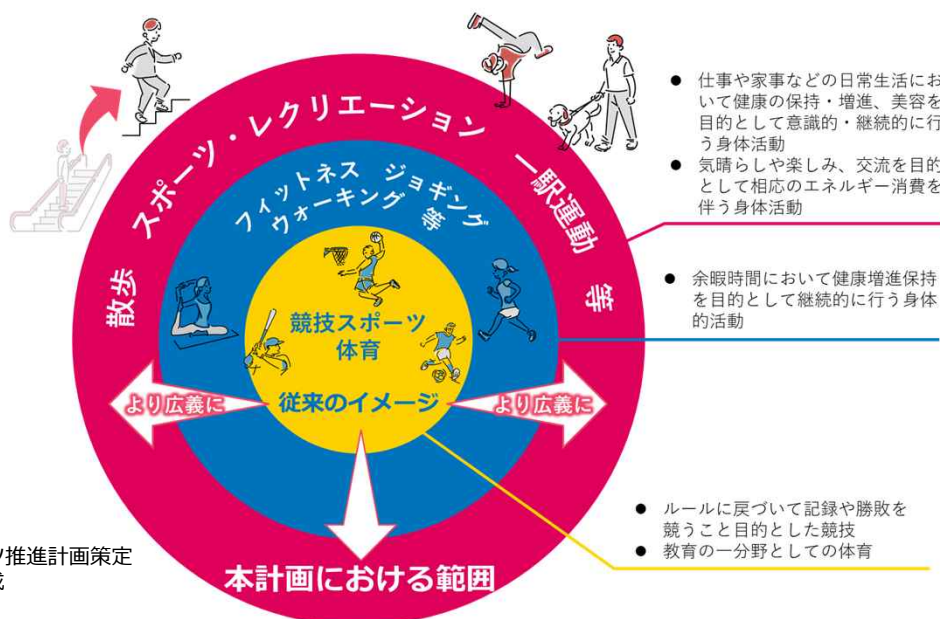 散歩 スポーツ・レクリエーション 一駅運動 等
フィットネス ジョギング
ウォーキング 等
競技スポーツ
体育
従来のイメージ
より広義に
より広義に
本計画における範囲
● 仕事や家事などの日常生活にお
いて健康の保持・増進、美容を
目的として意識的・継続的に行
う身体活動
● 気晴らしや楽しみ、交流を目的
として相応のエネルギー消費を
伴う身体活動
● 余暇時間において健康増進保持
を目的として継続的に行う身体
的活動
● ルールに戻づいて記録や勝敗を
競うこと目的とした競技
● 教育の一分野としての体育
推進計画策定